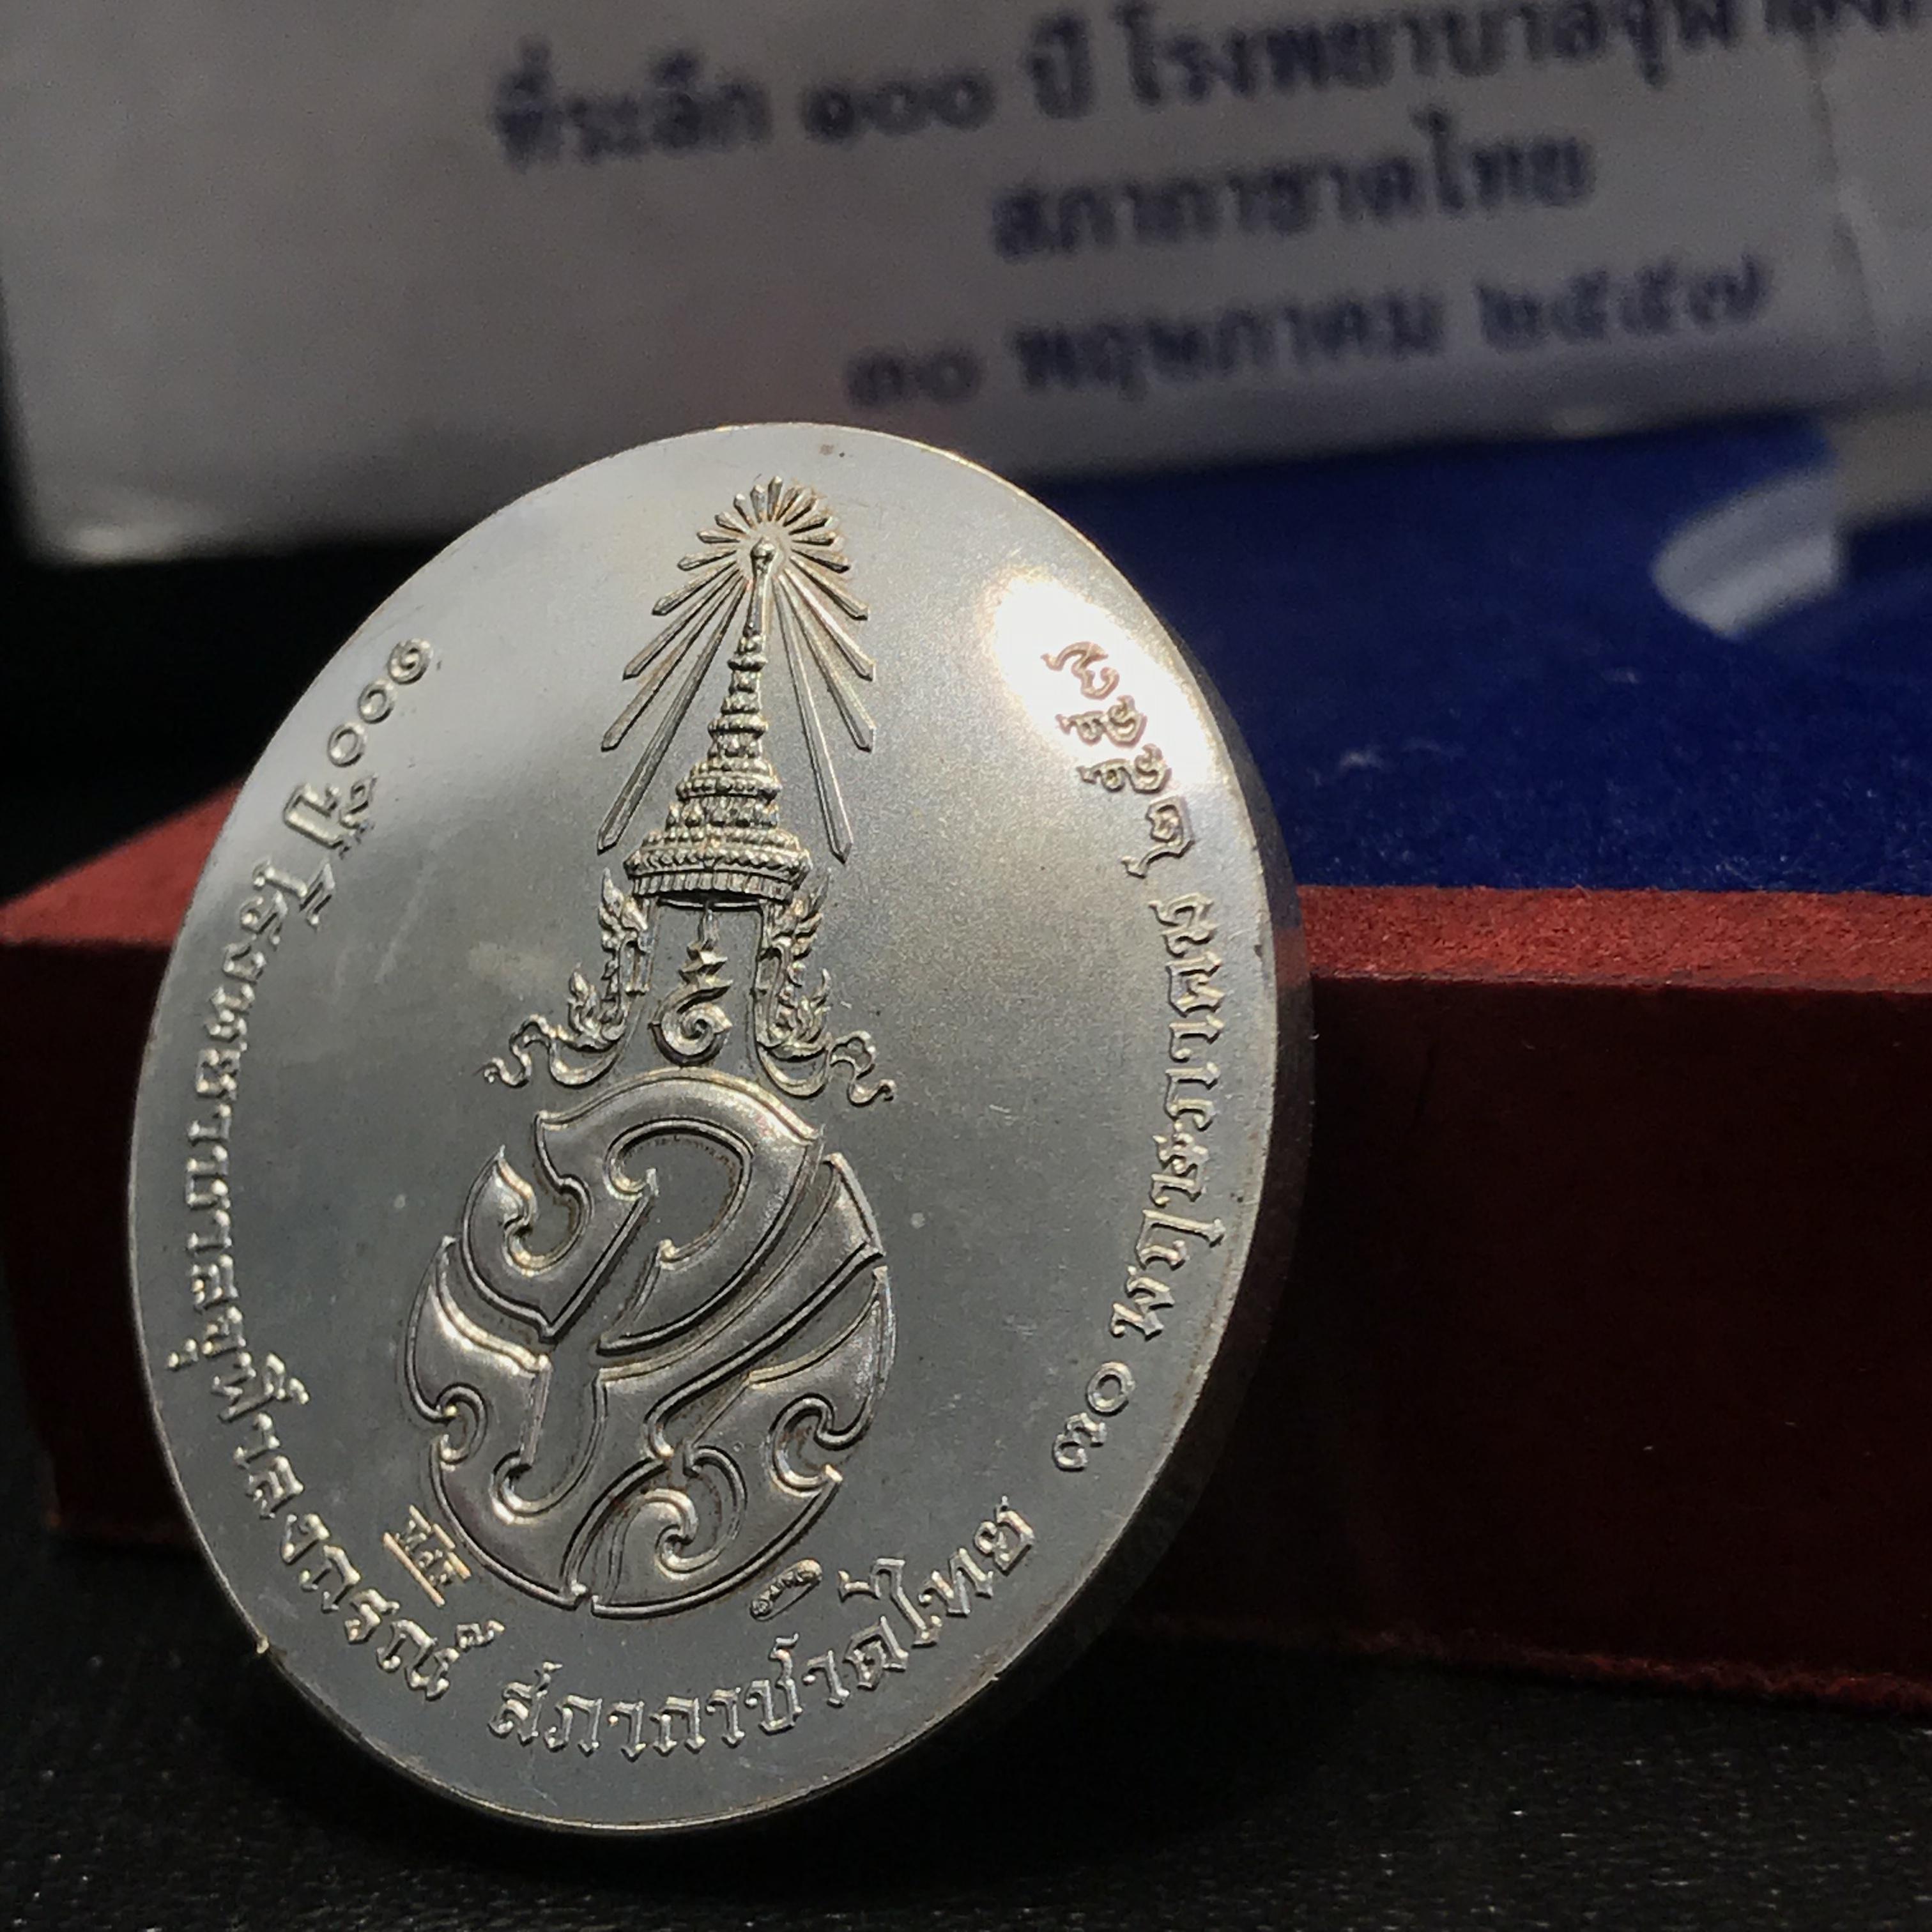 ที่ระลึก ๑๐๐ ปี โรงพยาบาลจุฬาลงกรณ์
สภากาชาดไทย
๓๐ พฤษภาคม ๒๕๕๗
๑๐๐ ปี โรงพยาบาลจุฬาลงกรณ์ สภากาชาดไทย
๓๐ พฤษภาคม ๒๕๕๗